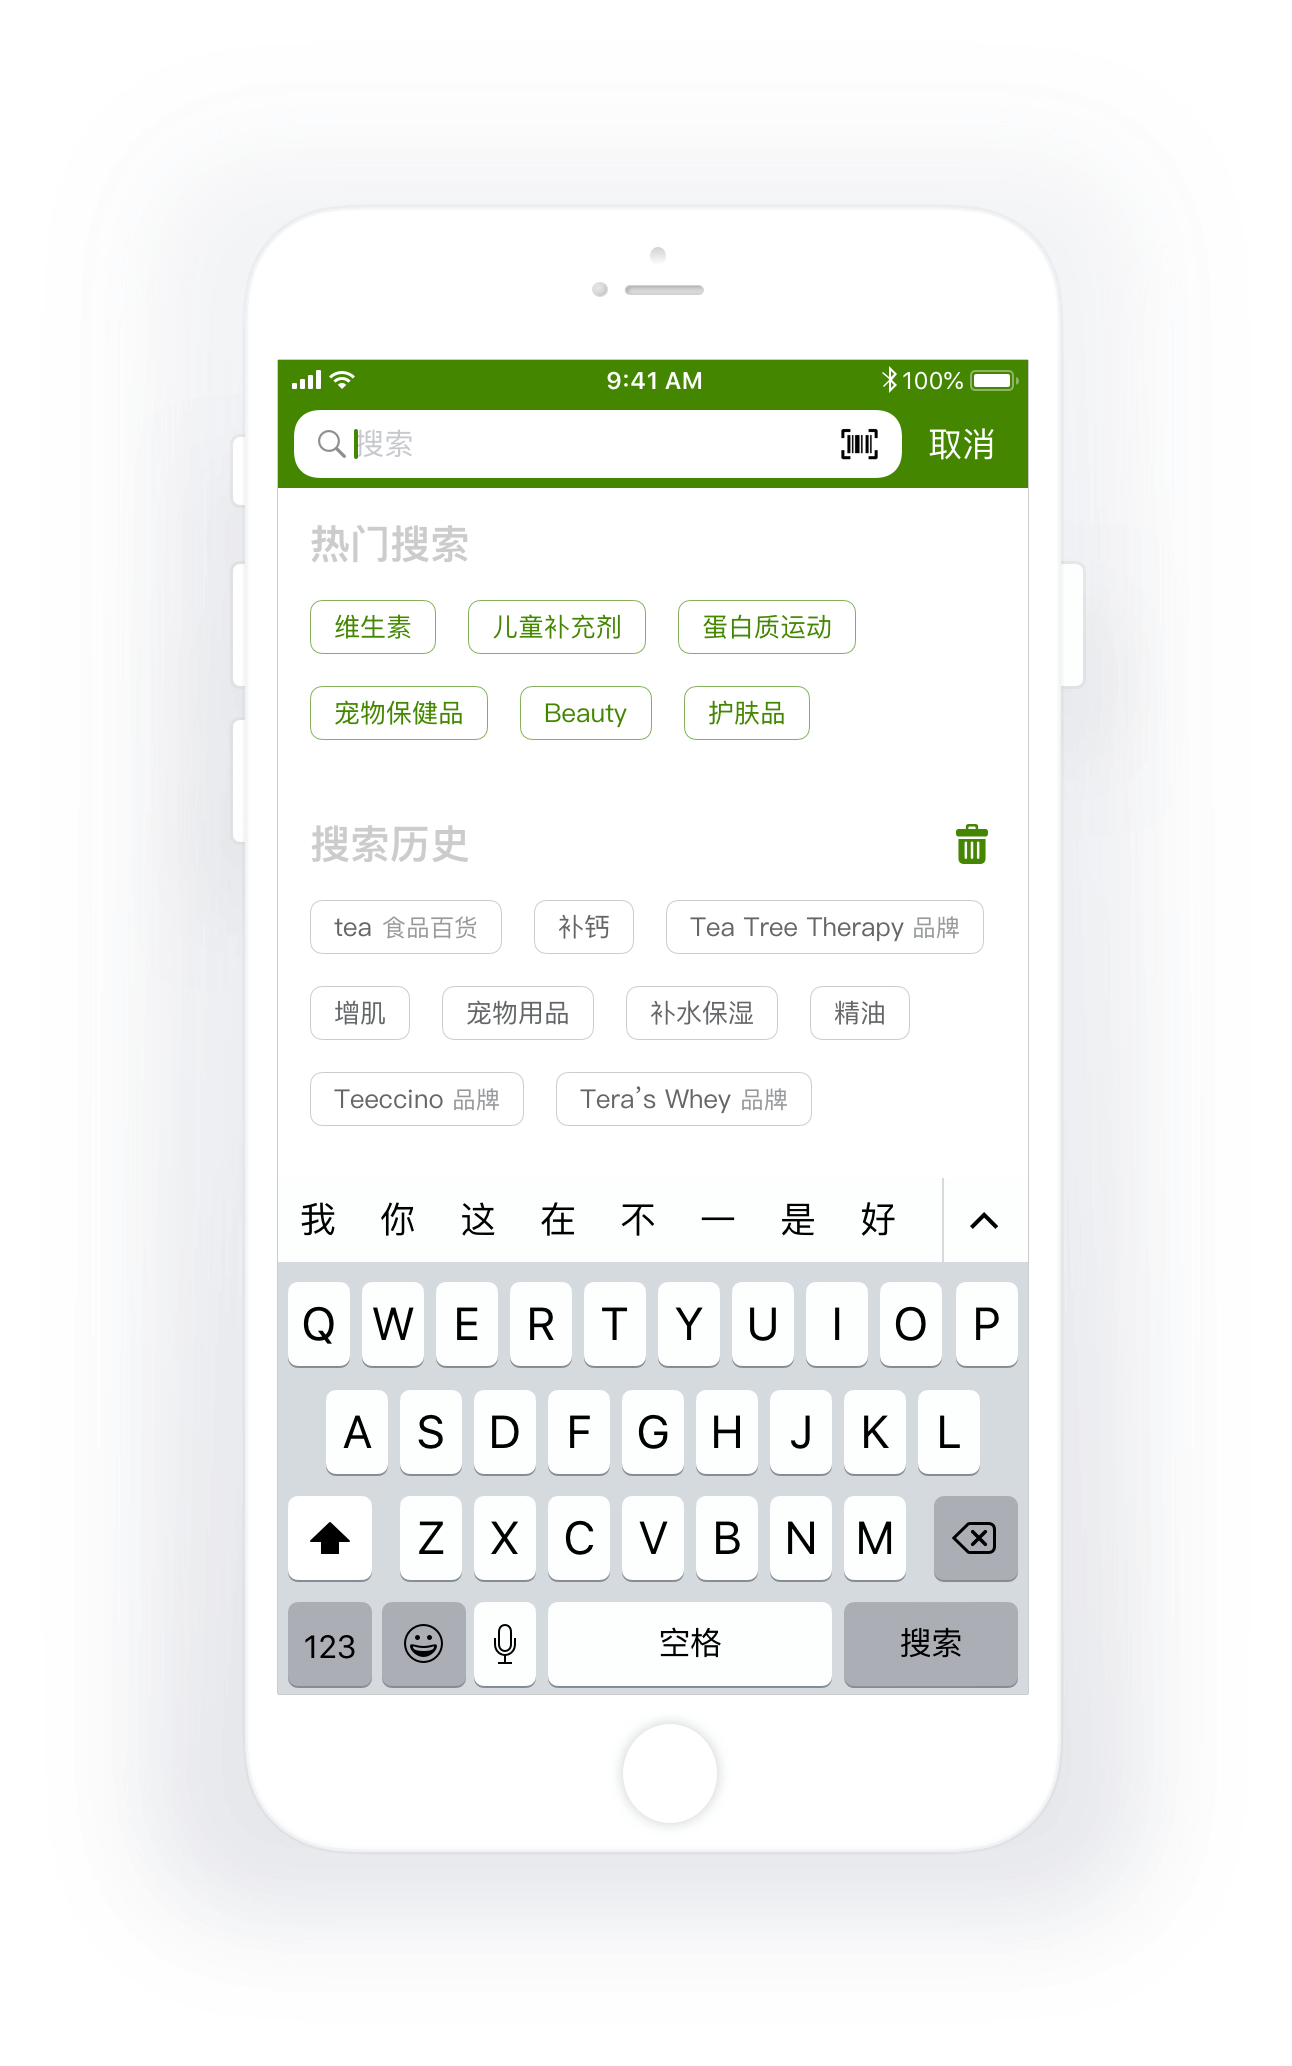 9:41 AM 100%
搜索 取消
热门搜索
维生素 儿童补充剂 蛋白质运动
宠物保健品 Beauty 护肤品
搜索历史
tea 食品百货 补钙 Tea Tree Therapy 品牌
增肌 宠物用品 补水保湿 精油
Teeccino 品牌 Tera's Whey 品牌
我 你 这 在 不 一 是 好
Q W E R T Y U I O P
A S D F G H J K L
Z X C V B N M
123 空格 搜索